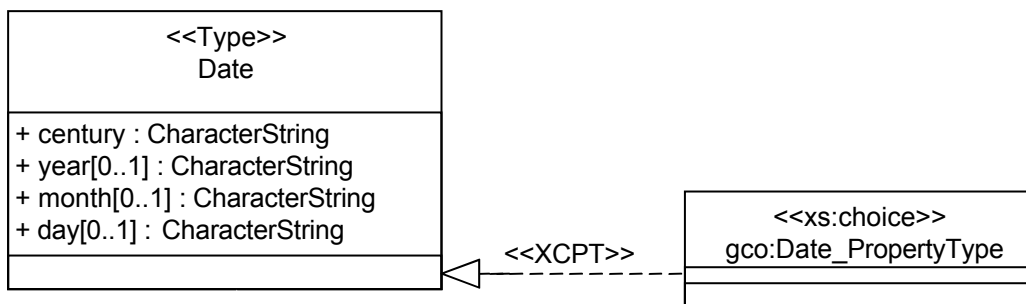 <<Type>>
Date
+ century : CharacterString
+ year[0..1] : CharacterString
+ month[0..1] : CharacterString
+ day[0..1] : CharacterString
<<XCPT>>
<<xs:choice>>
gco:Date_PropertyType